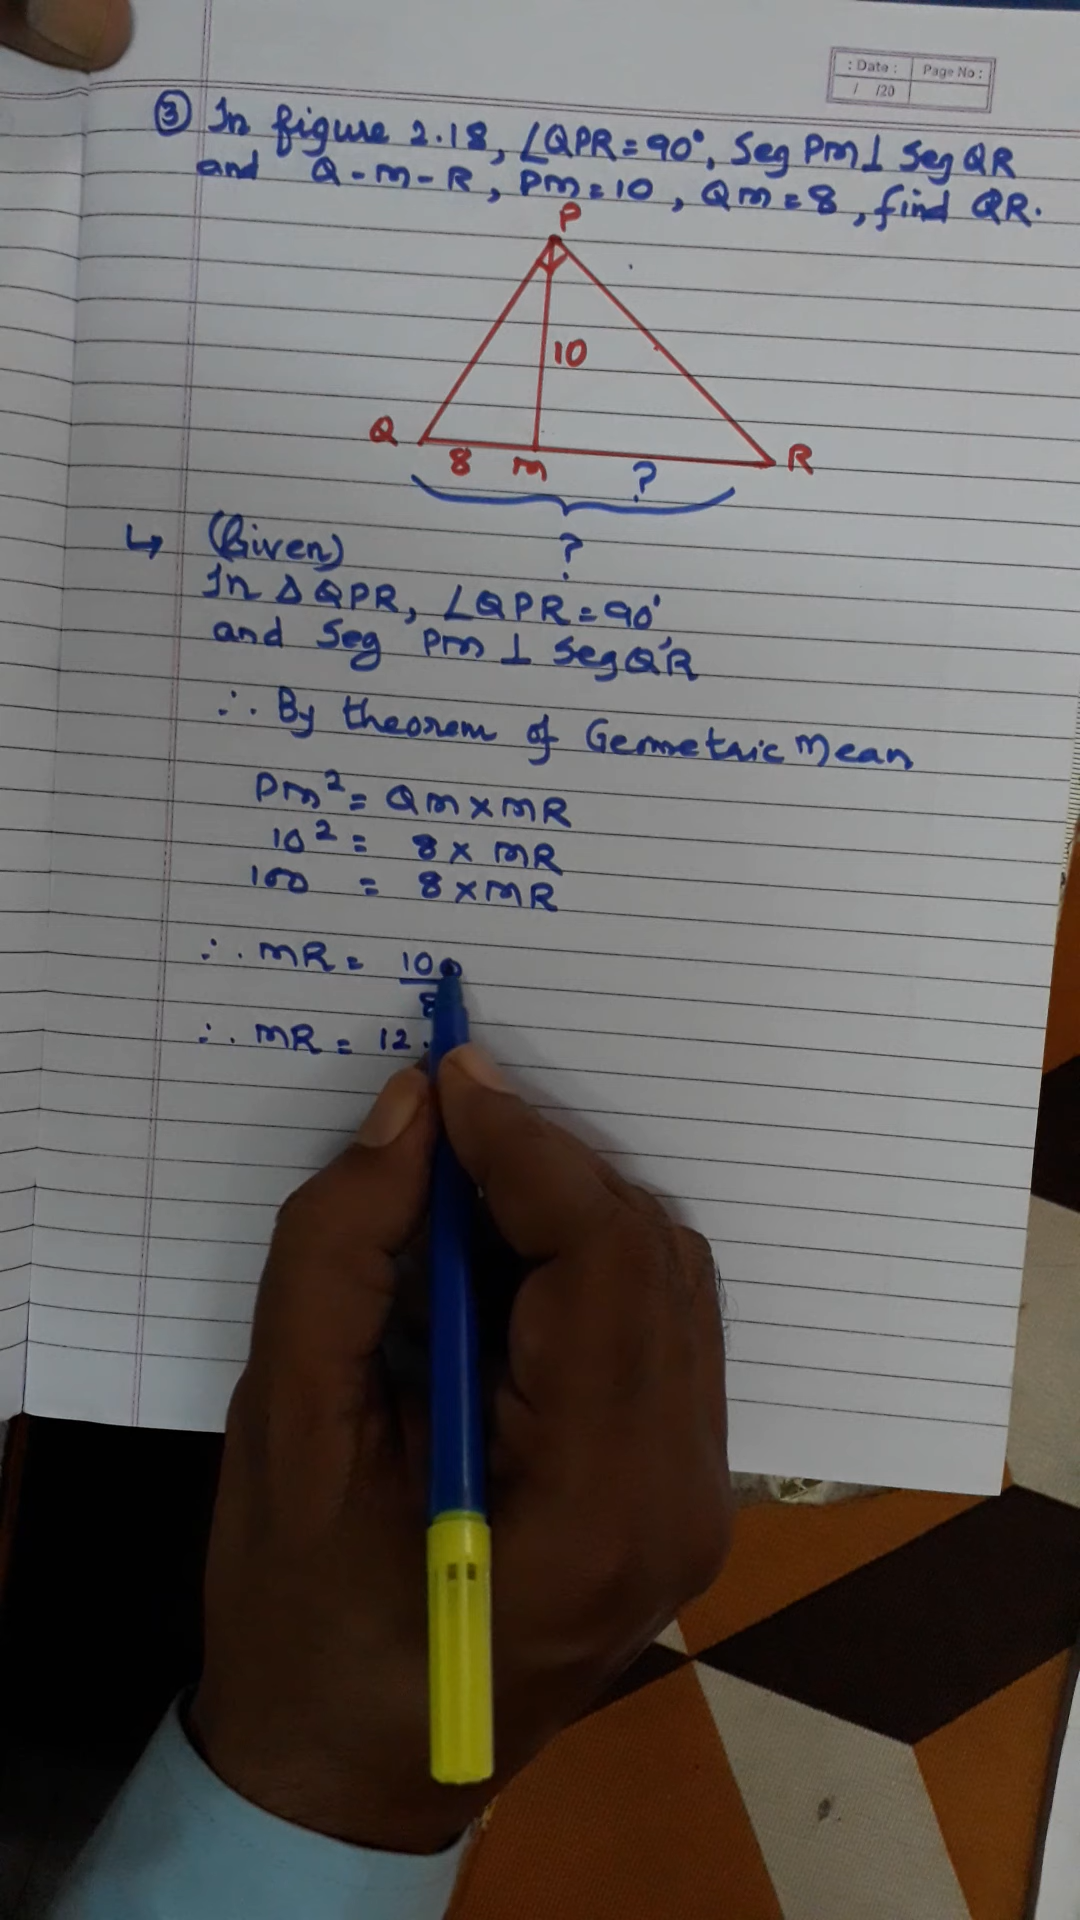 : Date : Page No :
/ /20
③ In figure 2.18, ∠QPR = 90°, Seg PM ⊥ Seg QR
and Q-M-R, PM = 10, QM = 8, find QR.
P
10
Q 8 M ? R
?
↳ (Given)
In △QPR, ∠QPR = 90°
and Seg PM ⊥ Seg QR
∴ By theorem of Geometric Mean
PM² = QM × MR
10² = 8 × MR
100 = 8 × MR
∴ MR = 100
8
∴ MR = 12.